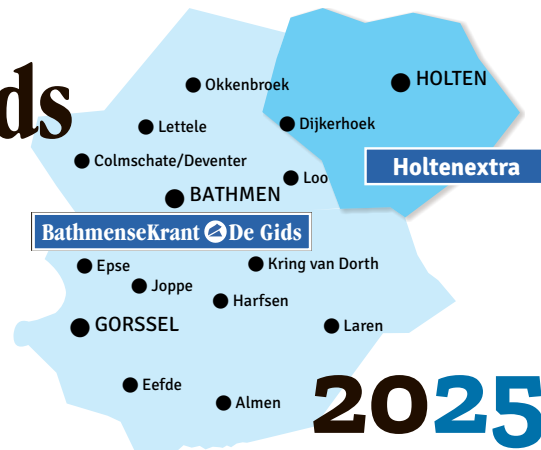 ds
Okkenbroek
HOLTEN
Lettele
Dijkerhoek
Colmschate/Deventer
Holtenextra
Loo
BATHMEN
BathmenseKrant De Gids
Epse
Kring van Dorth
Joppe
Harfsen
GORSSEL
Laren
Eefde
Almen
2025